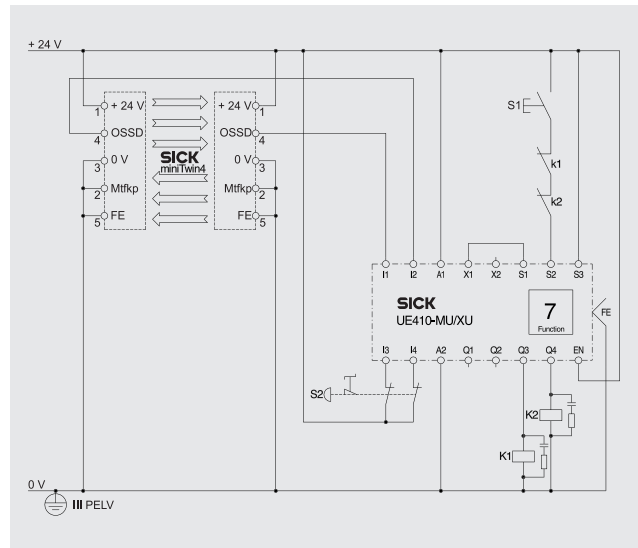 + 24 V
+ 24 V
1
OSSD
4
0 V
3
Mtfkp
2
FE
5
SICK
miniTwin4
+ 24 V
1
OSSD
4
0 V
3
Mtfkp
2
FE
5
S1
k1
k2
I1 I2 A1 X1 X2 S1 S2 S3
SICK
UE410-MU/XU
7
Function
FE
I3 I4 A2 Q1 Q2 Q3 Q4 EN
S2
K2
K1
0 V
III PELV